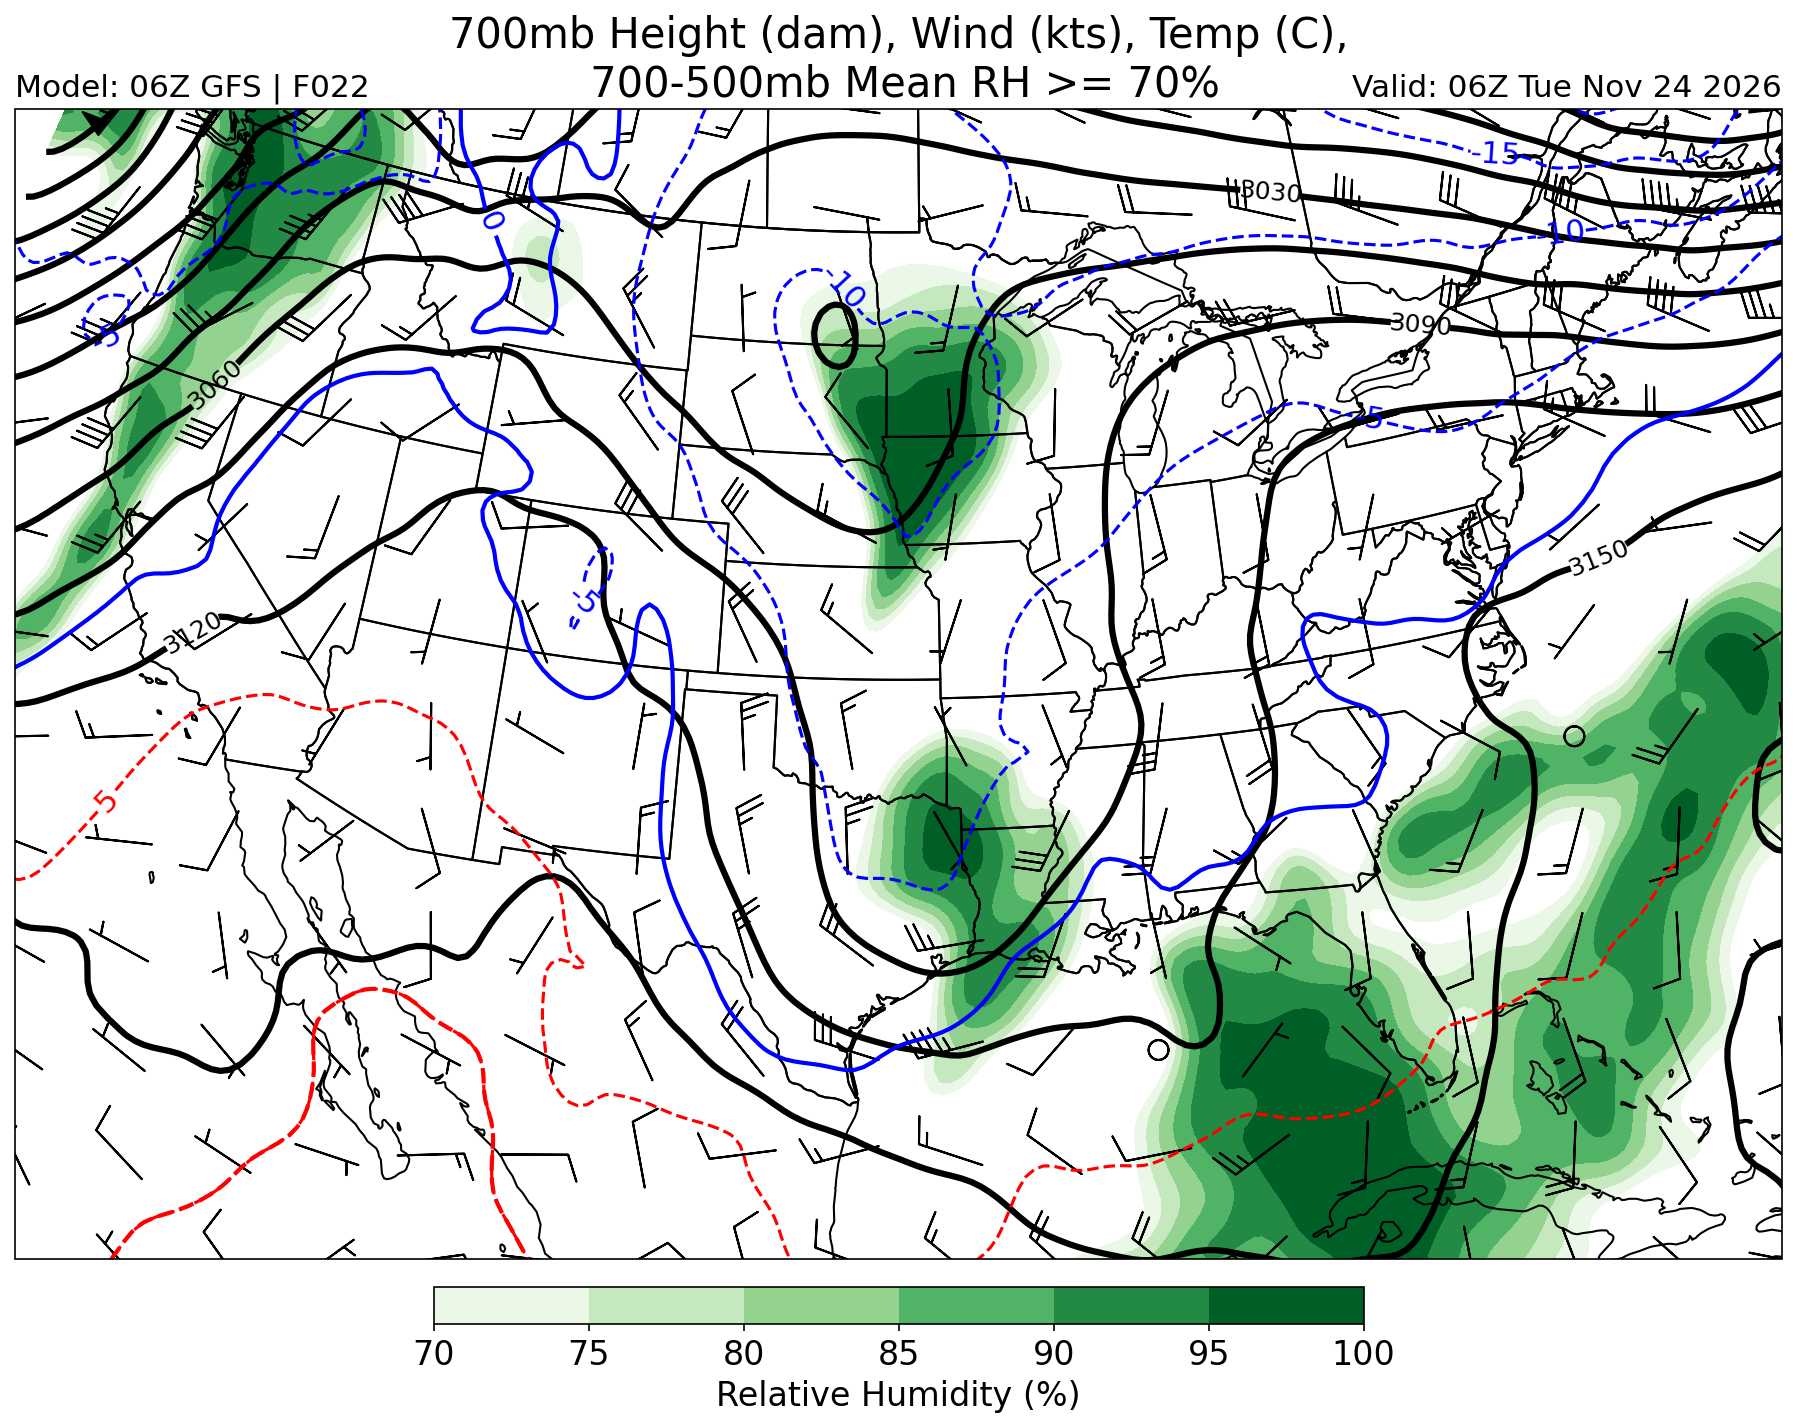 700mb Height (dam), Wind (kts), Temp (C),
Model: 06Z GFS | F022
700-500mb Mean RH >= 70%
Valid: 06Z Tue Nov 24 2026
-15
3030
0
-10
-10
-5
3090
3060
-5
3150
-5
3120
5
70 75 80 85 90 95 100
Relative Humidity (%)